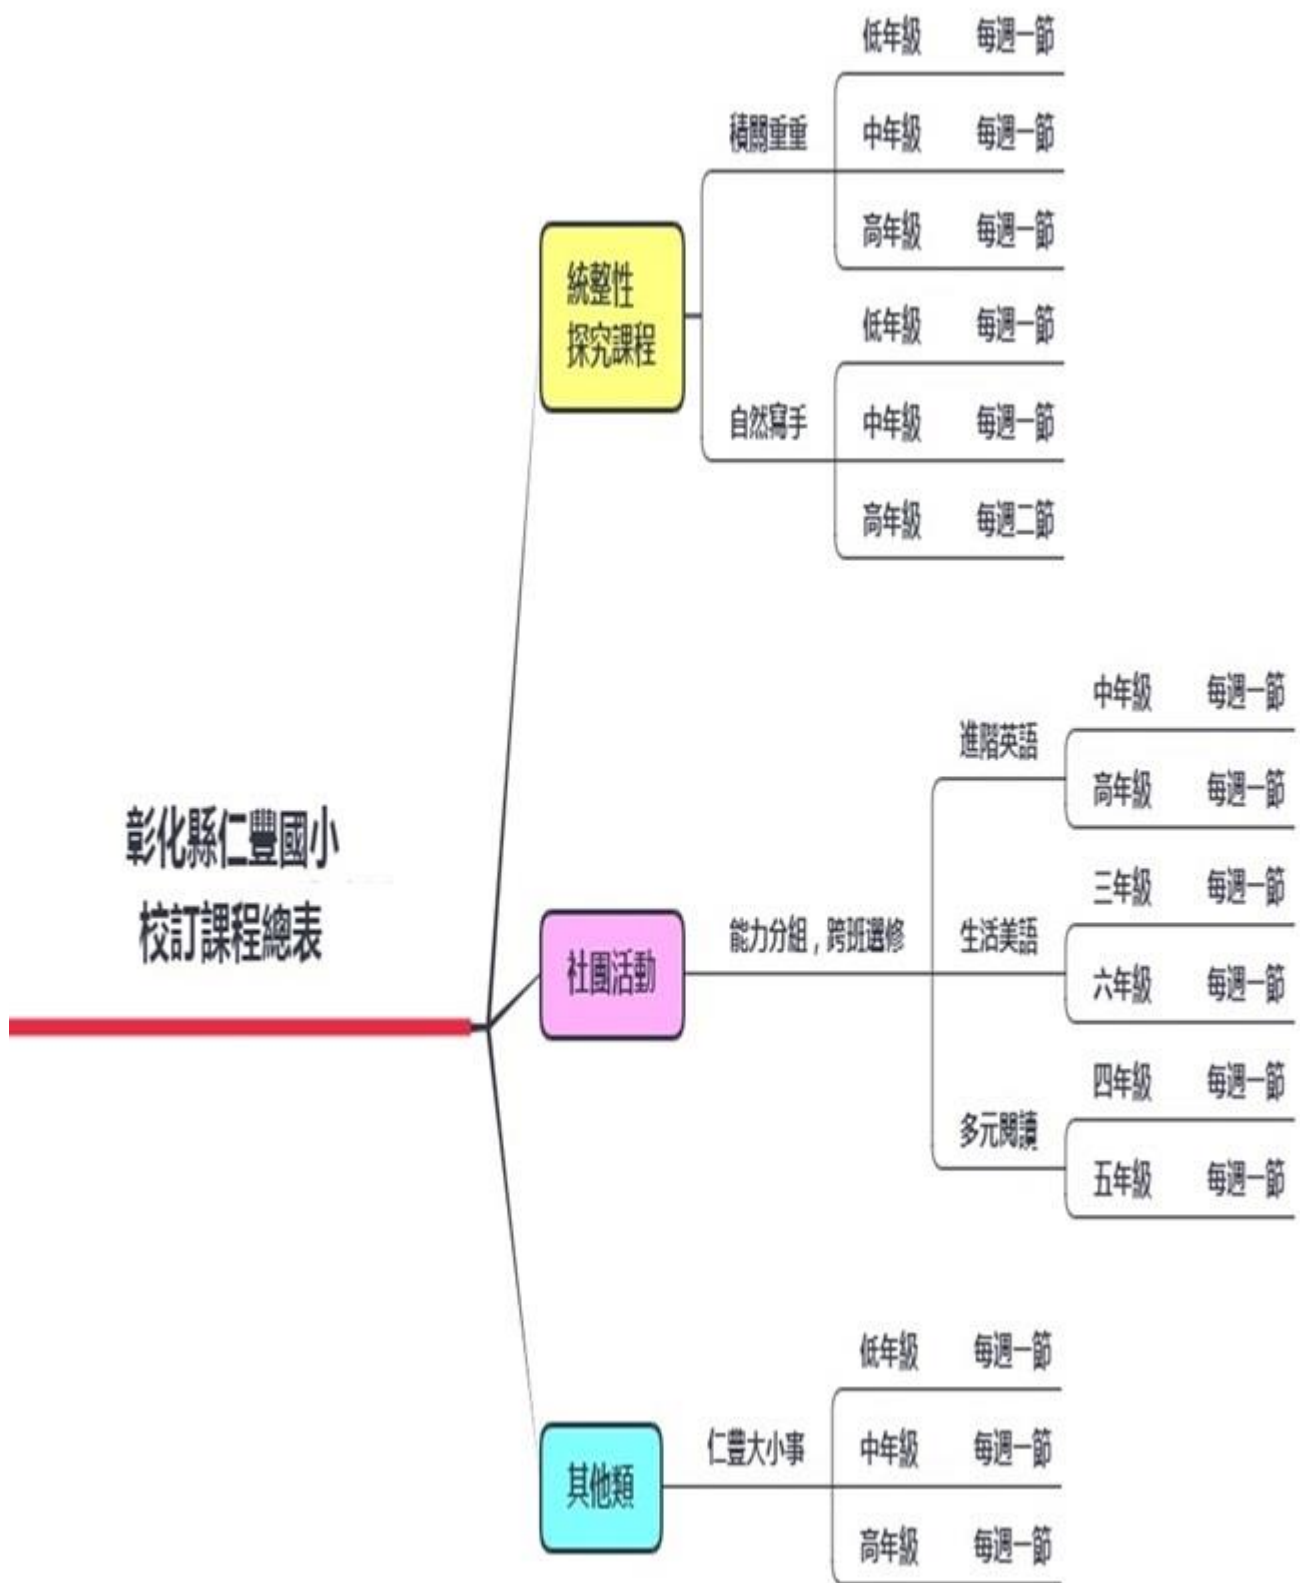 彰化縣仁豐國小
校訂課程總表
統整性
探究課程
積關重重
低年級 每週一節
中年級 每週一節
高年級 每週一節
自然寫手
低年級 每週一節
中年級 每週一節
高年級 每週二節
社團活動
能力分組，跨班選修
進階英語
中年級 每週一節
高年級 每週一節
生活美語
三年級 每週一節
六年級 每週一節
多元閱讀
四年級 每週一節
五年級 每週一節
其他類
仁豐大小事
低年級 每週一節
中年級 每週一節
高年級 每週一節